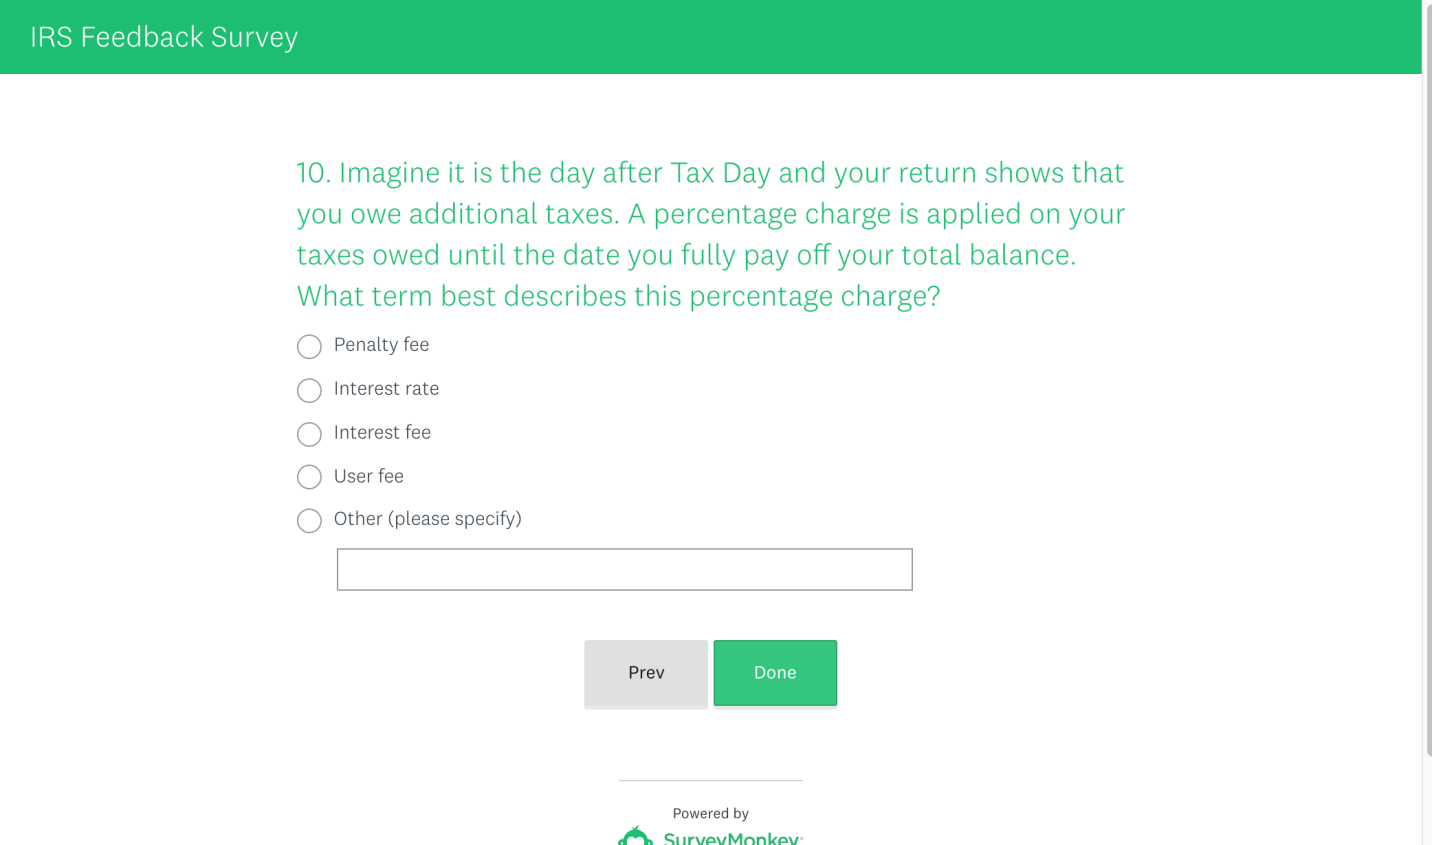 IRS Feedback Survey
10. Imagine it is the day after Tax Day and your return shows that
you owe additional taxes. A percentage charge is applied on your
taxes owed until the date you fully pay off your total balance.
What term best describes this percentage charge?
Penalty fee
Interest rate
Interest fee
User fee
Other (please specify)
Prev
Done
Powered by
SurveyMonkey®